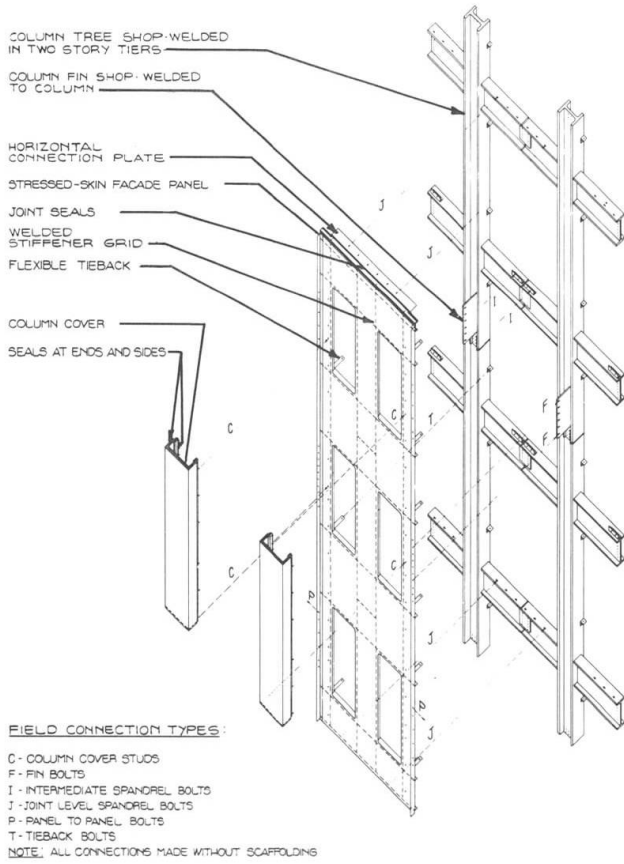 COLUMN TREE SHOP-WELDED
IN TWO STORY TIERS
COLUMN FIN SHOP-WELDED
TO COLUMN
HORIZONTAL
CONNECTION PLATE
STRESSED-SKIN FACADE PANEL
JOINT SEALS
WELDED
STIFFENER GRID
FLEXIBLE TIEBACK
COLUMN COVER
SEALS AT ENDS AND SIDES
J
J
I
I
F
F
C
T
C
C
C
P
J
P
J
FIELD CONNECTION TYPES:
C - COLUMN COVER STUDS
F - FIN BOLTS
I - INTERMEDIATE SPANDREL BOLTS
J - JOINT LEVEL SPANDREL BOLTS
P - PANEL TO PANEL BOLTS
T - TIEBACK BOLTS
NOTE: ALL CONNECTIONS MADE WITHOUT SCAFFOLDING